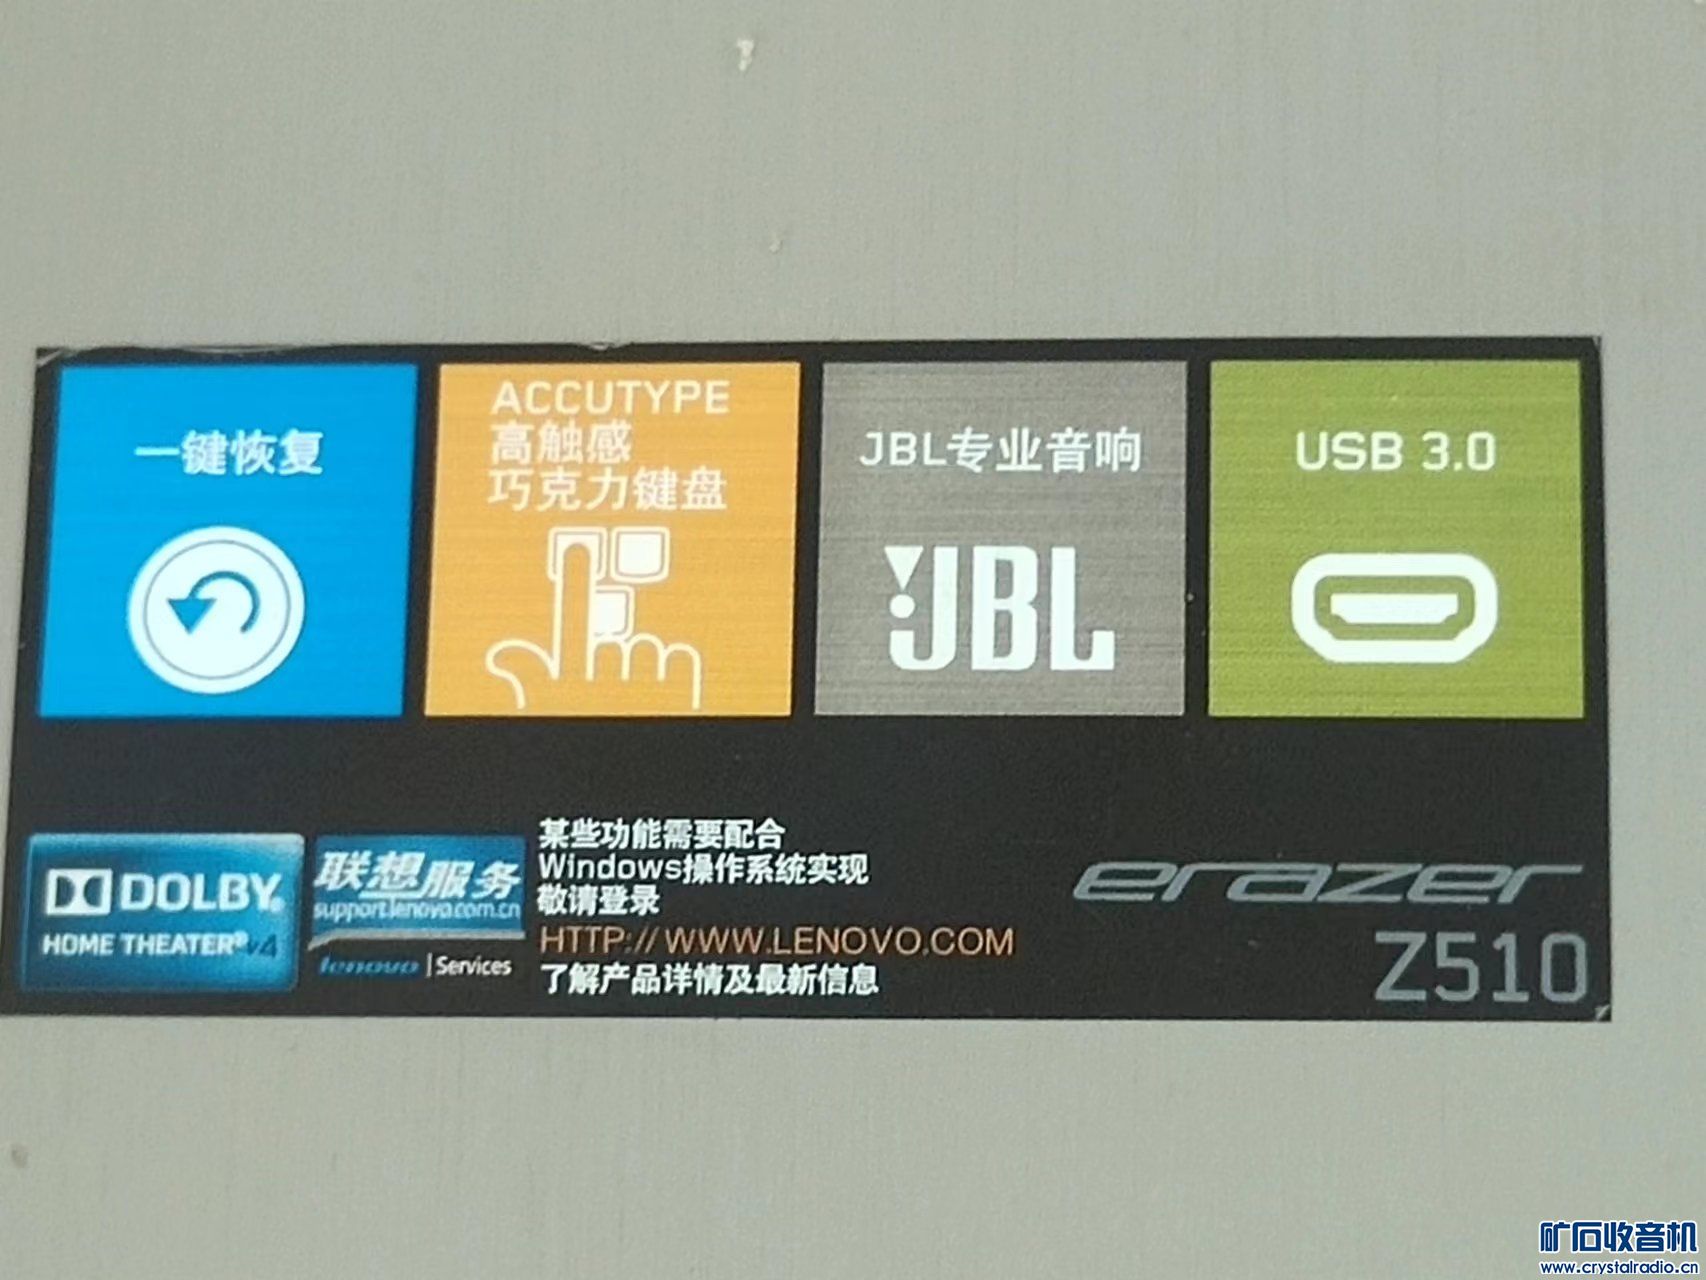 一键恢复
ACCUTYPE
高触感
巧克力键盘
JBL专业音响
JBL
USB 3.0
DOLBY®
HOME THEATER® v4
联想服务
support.lenovo.com.cn
lenovo | Services
某些功能需要配合
Windows操作系统实现
敬请登录
HTTP://WWW.LENOVO.COM
了解产品详情及最新信息
erazer
Z510
矿石收音机
www.crystalradio.cn